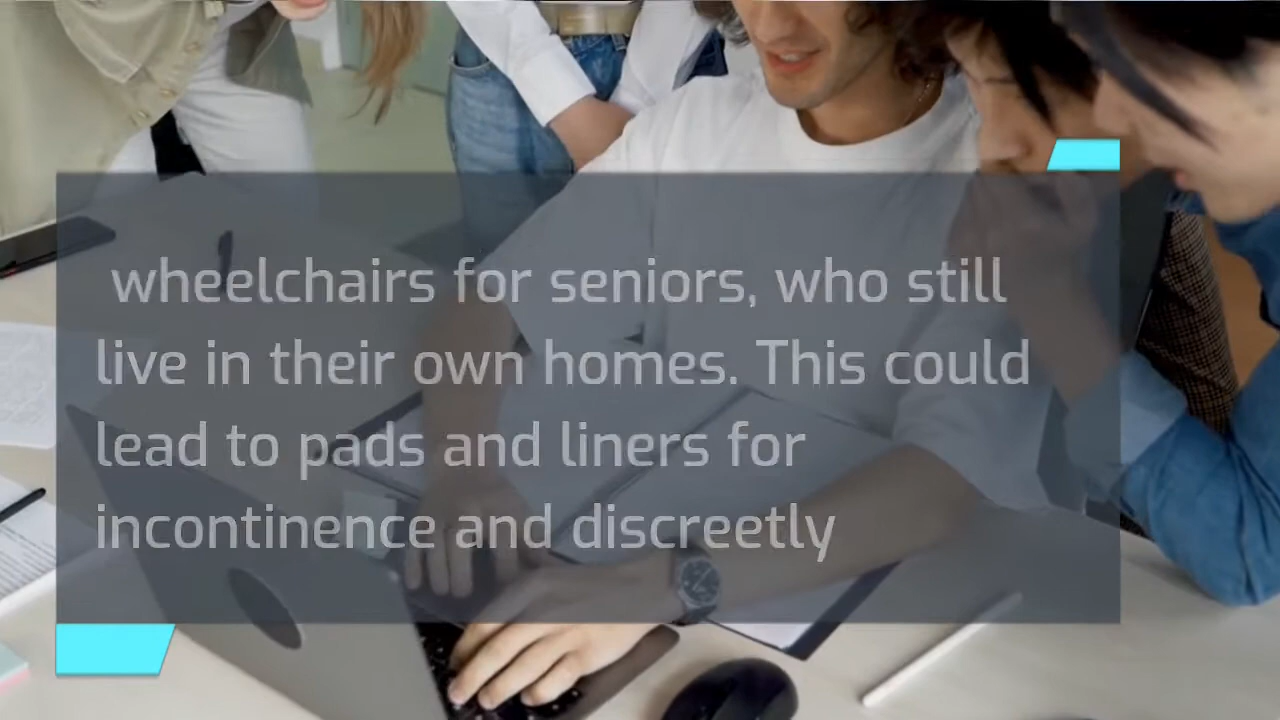 wheelchairs for seniors, who still
live in their own homes. This could
lead to pads and liners for
incontinence and discreetly